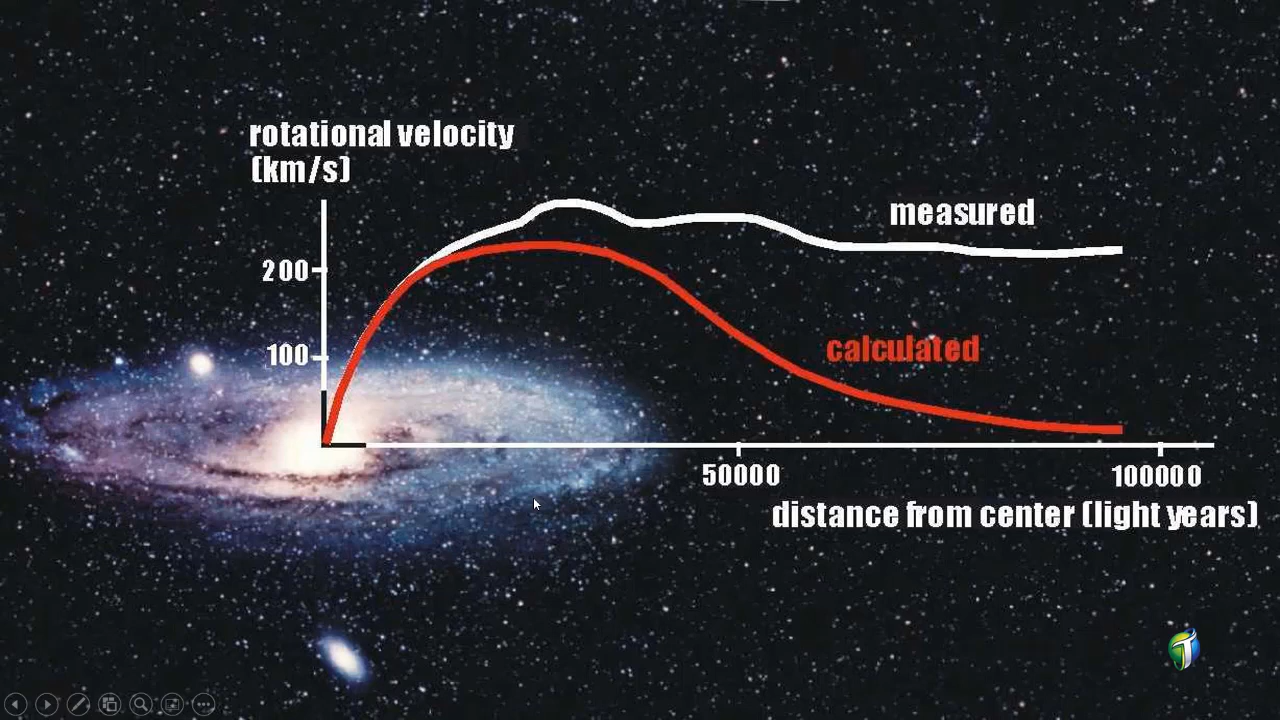 rotational velocity
(km/s)
measured
200
calculated
100
50000
100000
distance from center (light years)